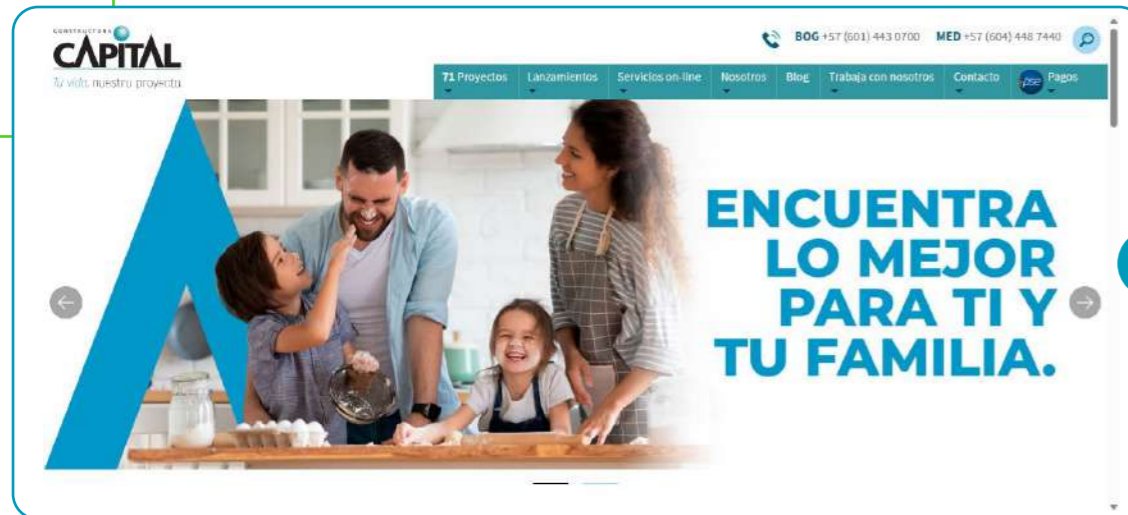 CONSTRUCTORA
CAPITAL
Tu vida, nuestro proyecto
BOG +57 (601) 443 0700 MED +57 (604) 448 7440
71 Proyectos Lanzamientos Servicios on-line Nosotros Blog Trabaja con nosotros Contacto pse Pagos
ENCUENTRA
LO MEJOR
PARA TI Y
TU FAMILIA.